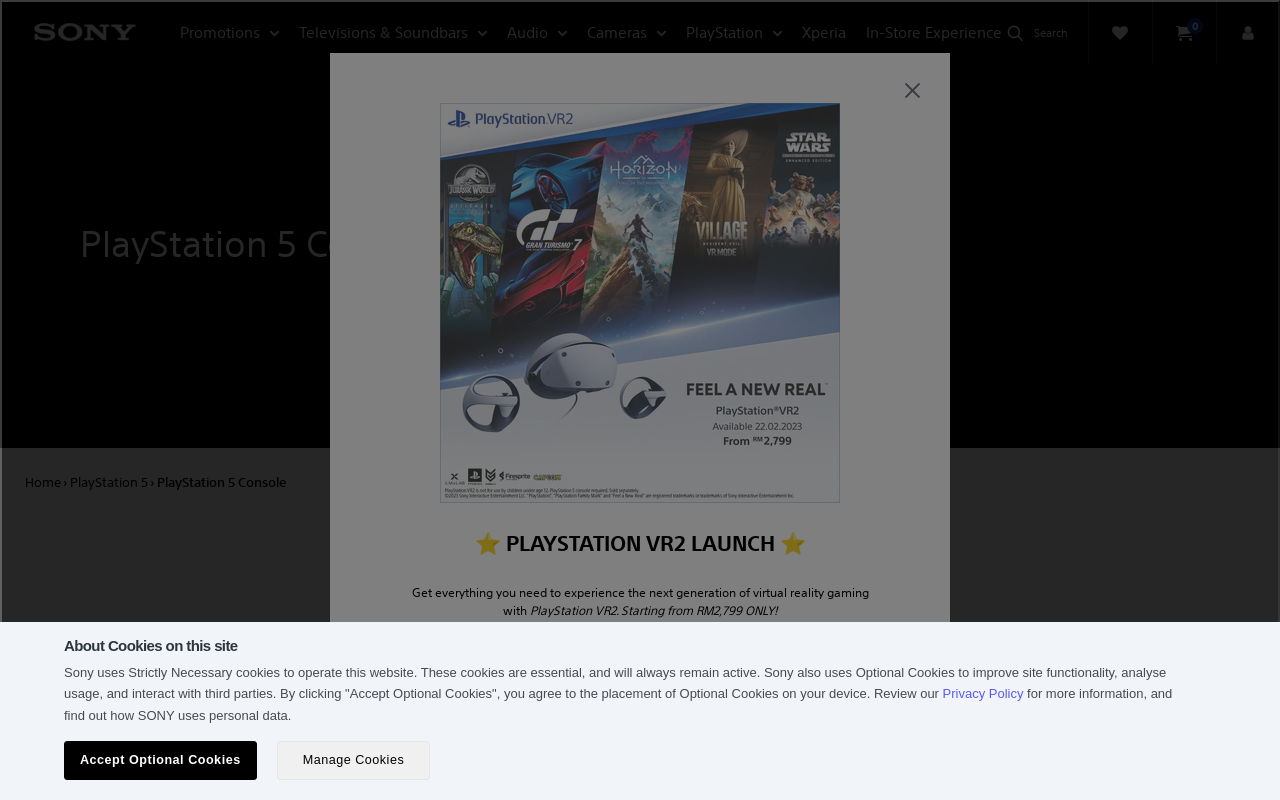 SONY
Promotions
Televisions & Soundbars
Audio
Cameras
PlayStation
Xperia
In-Store Experience
Search
0
PlayStation 5 Co
PlayStation.VR2
JURASSIC WORLD
GT
GRAN TURISMO 7
HORIZON
VILLAGE
RESIDENT EVIL
VR MODE
STAR WARS
ENHANCED EDITION
FEEL A NEW REAL
PlayStation®VR2
Available 22.02.2023
From RM2,799
Firesprite
CAPCOM
Home › PlayStation 5 › PlayStation 5 Console
⭐ PLAYSTATION VR2 LAUNCH ⭐
Get everything you need to experience the next generation of virtual reality gaming
with PlayStation VR2. Starting from RM2,799 ONLY!
About Cookies on this site
Sony uses Strictly Necessary cookies to operate this website. These cookies are essential, and will always remain active. Sony also uses Optional Cookies to improve site functionality, analyse
usage, and interact with third parties. By clicking "Accept Optional Cookies", you agree to the placement of Optional Cookies on your device. Review our Privacy Policy for more information, and
find out how SONY uses personal data.
Accept Optional Cookies
Manage Cookies